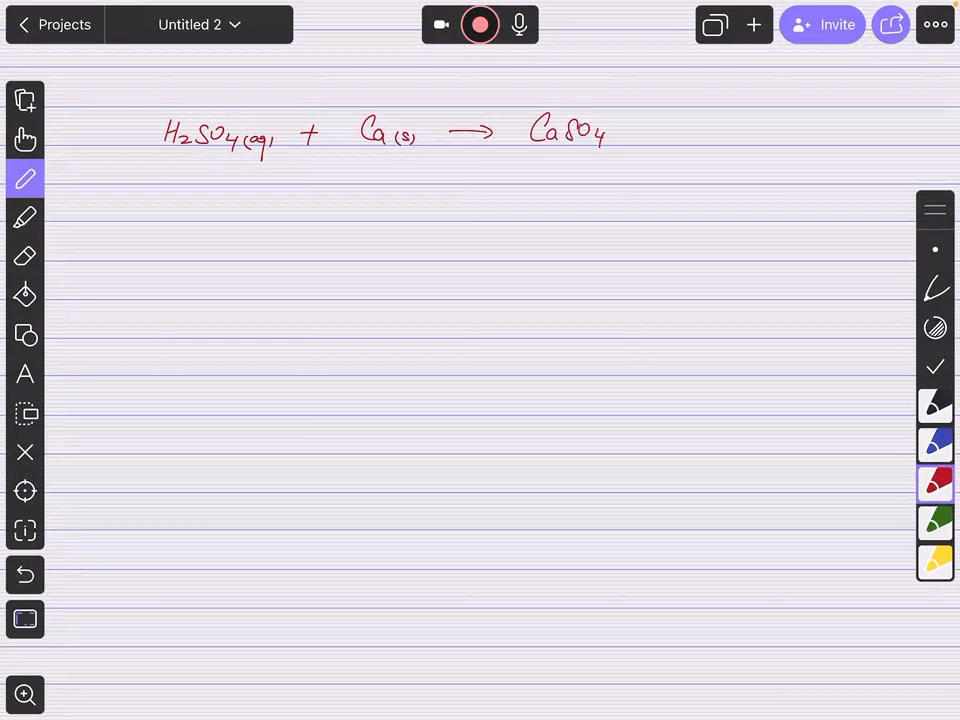 Projects Untitled 2 Invite
H₂SO₄(aq) + Ca(s) → CaSO₄
A